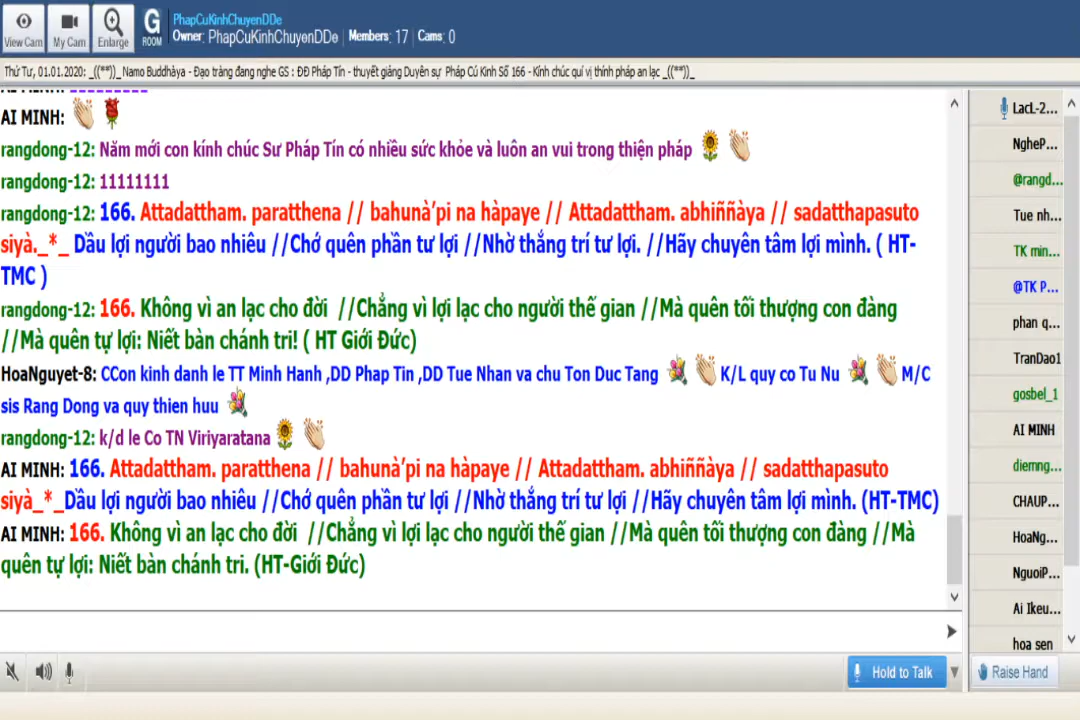 PhapCuKinhChuyenDDe
View Cam My Cam Enlarge G ROOM Owner: PhapCuKinhChuyenDDe Members: 17 Cams: 0
Thứ Tư, 01.01.2020: _((**))_ Namo Buddhàya - Đạo tràng đang nghe GS : ĐĐ Pháp Tín - thuyết giảng Duyên sự Pháp Cú Kinh Số 166 - Kính chúc quí vị thính pháp an lạc _((**))_
AI MINH:
rangdong-12: Năm mới con kính chúc Sư Pháp Tín có nhiều sức khỏe và luôn an vui trong thiện pháp
rangdong-12: 11111111
rangdong-12: 166. Attadattham. paratthena // bahunà’pi na hàpaye // Attadattham. abhiññàya // sadatthapasuto
siyà._*_ Dầu lợi người bao nhiêu //Chớ quên phần tư lợi //Nhờ thắng trí tư lợi. //Hãy chuyên tâm lợi mình. ( HT-
TMC )
rangdong-12: 166. Không vì an lạc cho đời //Chẳng vì lợi lạc cho người thế gian //Mà quên tối thượng con đàng
//Mà quên tự lợi: Niết bàn chánh tri! ( HT Giới Đức)
HoaNguyet-8: CCon kinh danh le TT Minh Hanh ,DD Phap Tin ,DD Tue Nhan va chu Ton Duc Tang K/L quy co Tu Nu M/C
sis Rang Dong va quy thien huu
rangdong-12: k/d le Co TN Viriyaratana
AI MINH: 166. Attadattham. paratthena // bahunà’pi na hàpaye // Attadattham. abhiññàya // sadatthapasuto
siyà_*_Dầu lợi người bao nhiêu //Chớ quên phần tư lợi //Nhờ thắng trí tư lợi //Hãy chuyên tâm lợi mình. (HT-TMC)
AI MINH: 166. Không vì an lạc cho đời //Chẳng vì lợi lạc cho người thế gian //Mà quên tối thượng con đàng //Mà
quên tự lợi: Niết bàn chánh tri. (HT-Giới Đức)
LacL-2...
NgheP...
@rangd...
Tue nh...
TK min...
@TK P...
phan q...
TranDao1
gosbel_1
AI MINH
diemng...
CHAUP...
HoaNg...
NguoiP...
Ai Ikeu...
hoa sen
Hold to Talk
Raise Hand